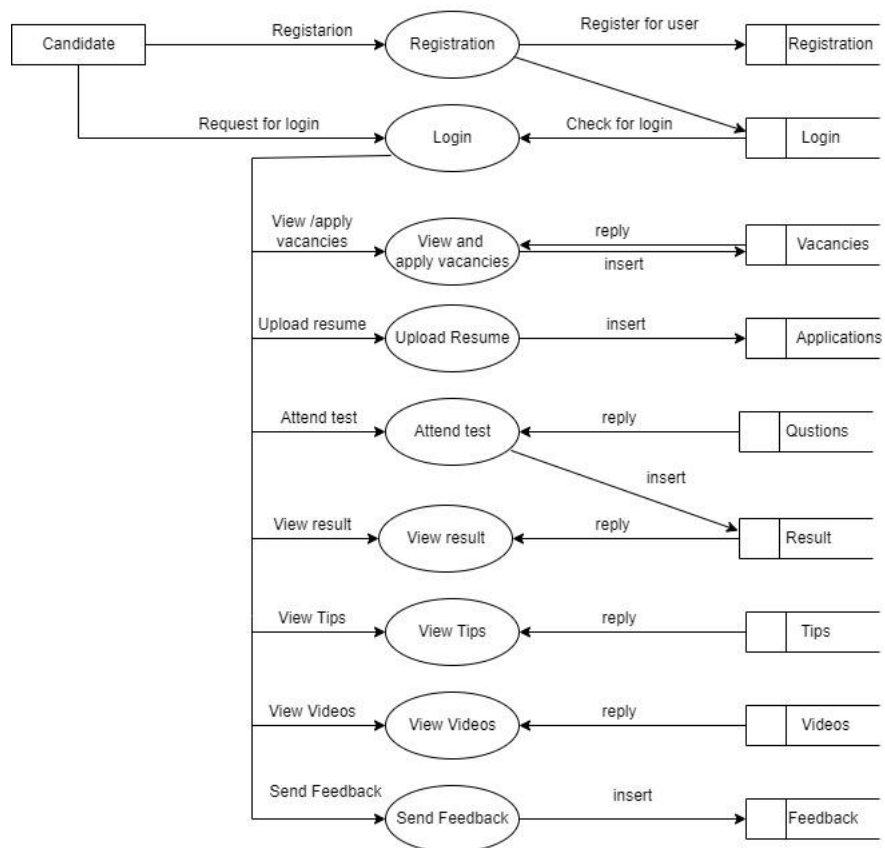 Candidate
Registarion
Registration
Register for user
Registration
Request for login
Login
Check for login
Login
View /apply
vacancies
View and
apply vacancies
reply
insert
Vacancies
Upload resume
Upload Resume
insert
Applications
Attend test
Attend test
reply
Qustions
insert
View result
View result
reply
Result
View Tips
View Tips
reply
Tips
View Videos
View Videos
reply
Videos
Send Feedback
Send Feedback
insert
Feedback